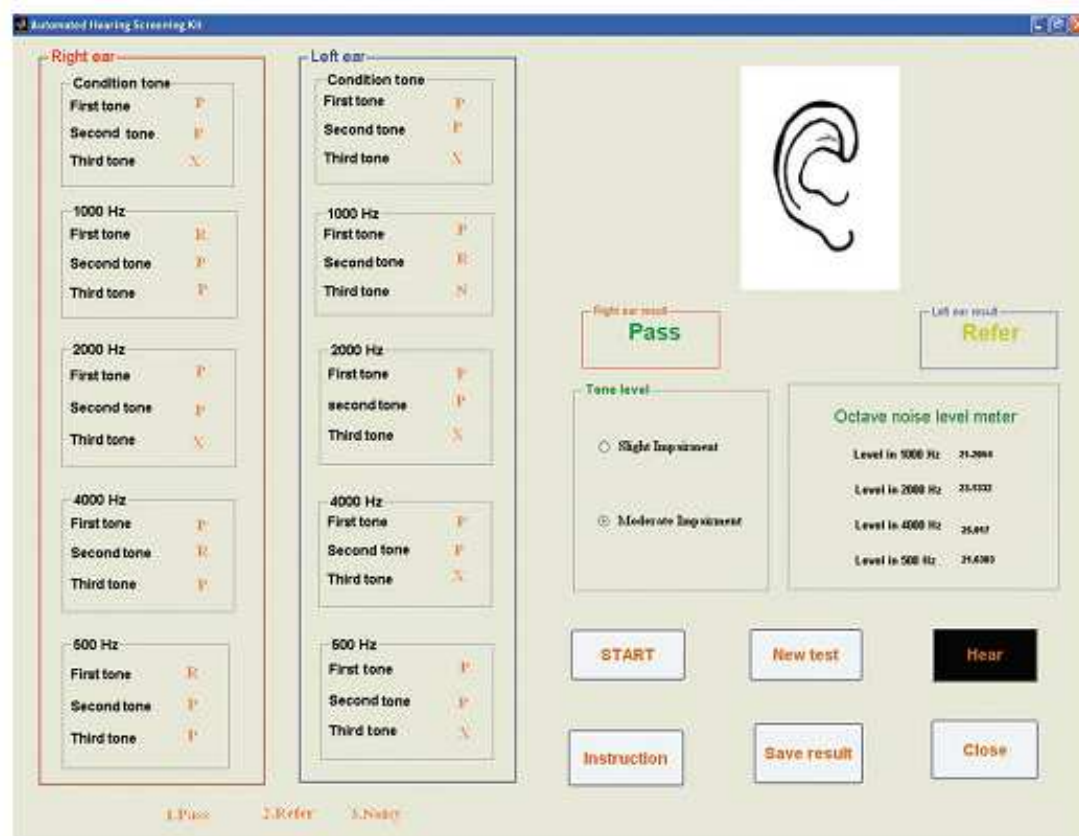 Automated Hearing Screening Kit
Right ear
Condition tone
First tone P
Second tone P
Third tone X
1000 Hz
First tone R
Second tone P
Third tone P
2000 Hz
First tone P
Second tone P
Third tone X
4000 Hz
First tone P
Second tone R
Third tone P
500 Hz
First tone R
Second tone P
Third tone P
Left ear
Condition tone
First tone P
Second tone P
Third tone X
1000 Hz
First tone P
Second tone R
Third tone N
2000 Hz
First tone P
second tone P
Third tone X
4000 Hz
First tone P
Second tone P
Third tone X
500 Hz
First tone P
Second tone P
Third tone X
1.Pass 2.Refer 3.Noisy
Right ear result
Pass
Left ear result
Refer
Tone level
Slight Impairment
Moderate Impairment
Octave noise level meter
Level in 1000 Hz
Level in 2000 Hz
Level in 4000 Hz
Level in 500 Hz
START New test Hear
Instruction Save result Close